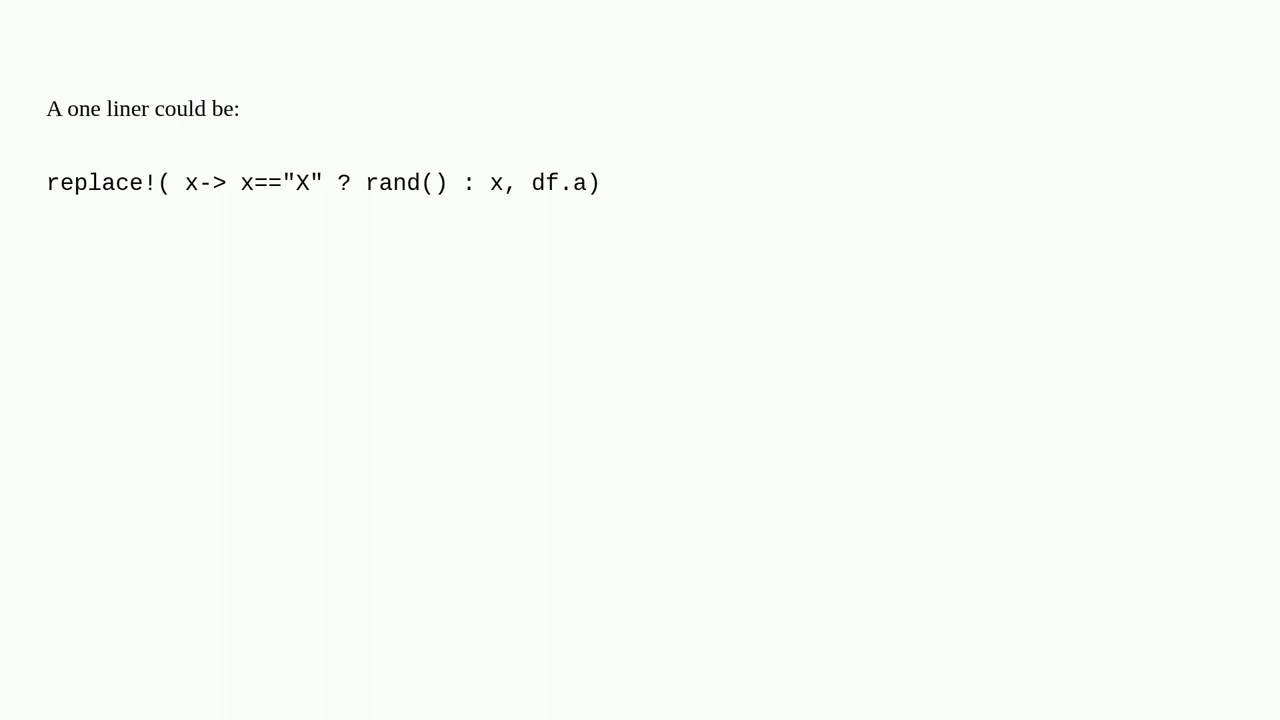 A one liner could be:
replace!( x-> x=="X" ? rand() : x, df.a)